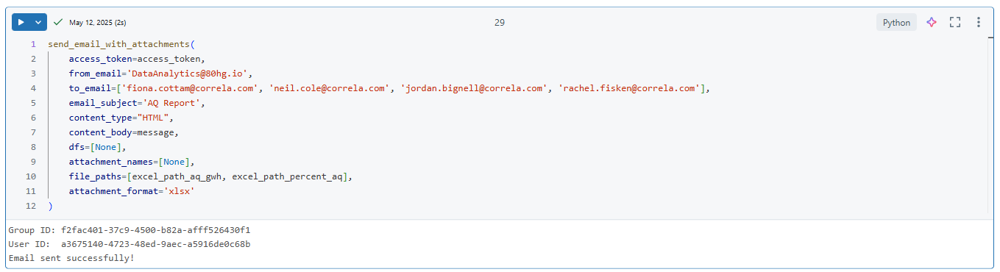 May 12, 2025 (2s)
29
Python
1 send_email_with_attachments(
2     access_token=access_token,
3     from_email='DataAnalytics@80hg.io',
4     to_email=['fiona.cottam@correla.com', 'neil.cole@correla.com', 'jordan.bignell@correla.com', 'rachel.fisken@correla.com'],
5     email_subject='AQ Report',
6     content_type="HTML",
7     content_body=message,
8     dfs=[None],
9     attachment_names=[None],
10     file_paths=[excel_path_aq_gwh, excel_path_percent_aq],
11     attachment_format='xlsx'
12 )
Group ID: f2fac401-37c9-4500-b82a-afff526430f1
User ID:  a3675140-4723-48ed-9aec-a5916de0c68b
Email sent successfully!